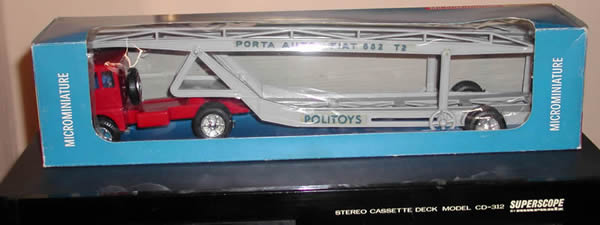 PORTA AUTO FIAT 682 T2
MICROMINIATURE
MICROMINIATURE
POLITOYS
STEREO CASSETTE DECK MODEL CD-312
SUPERSCOPE